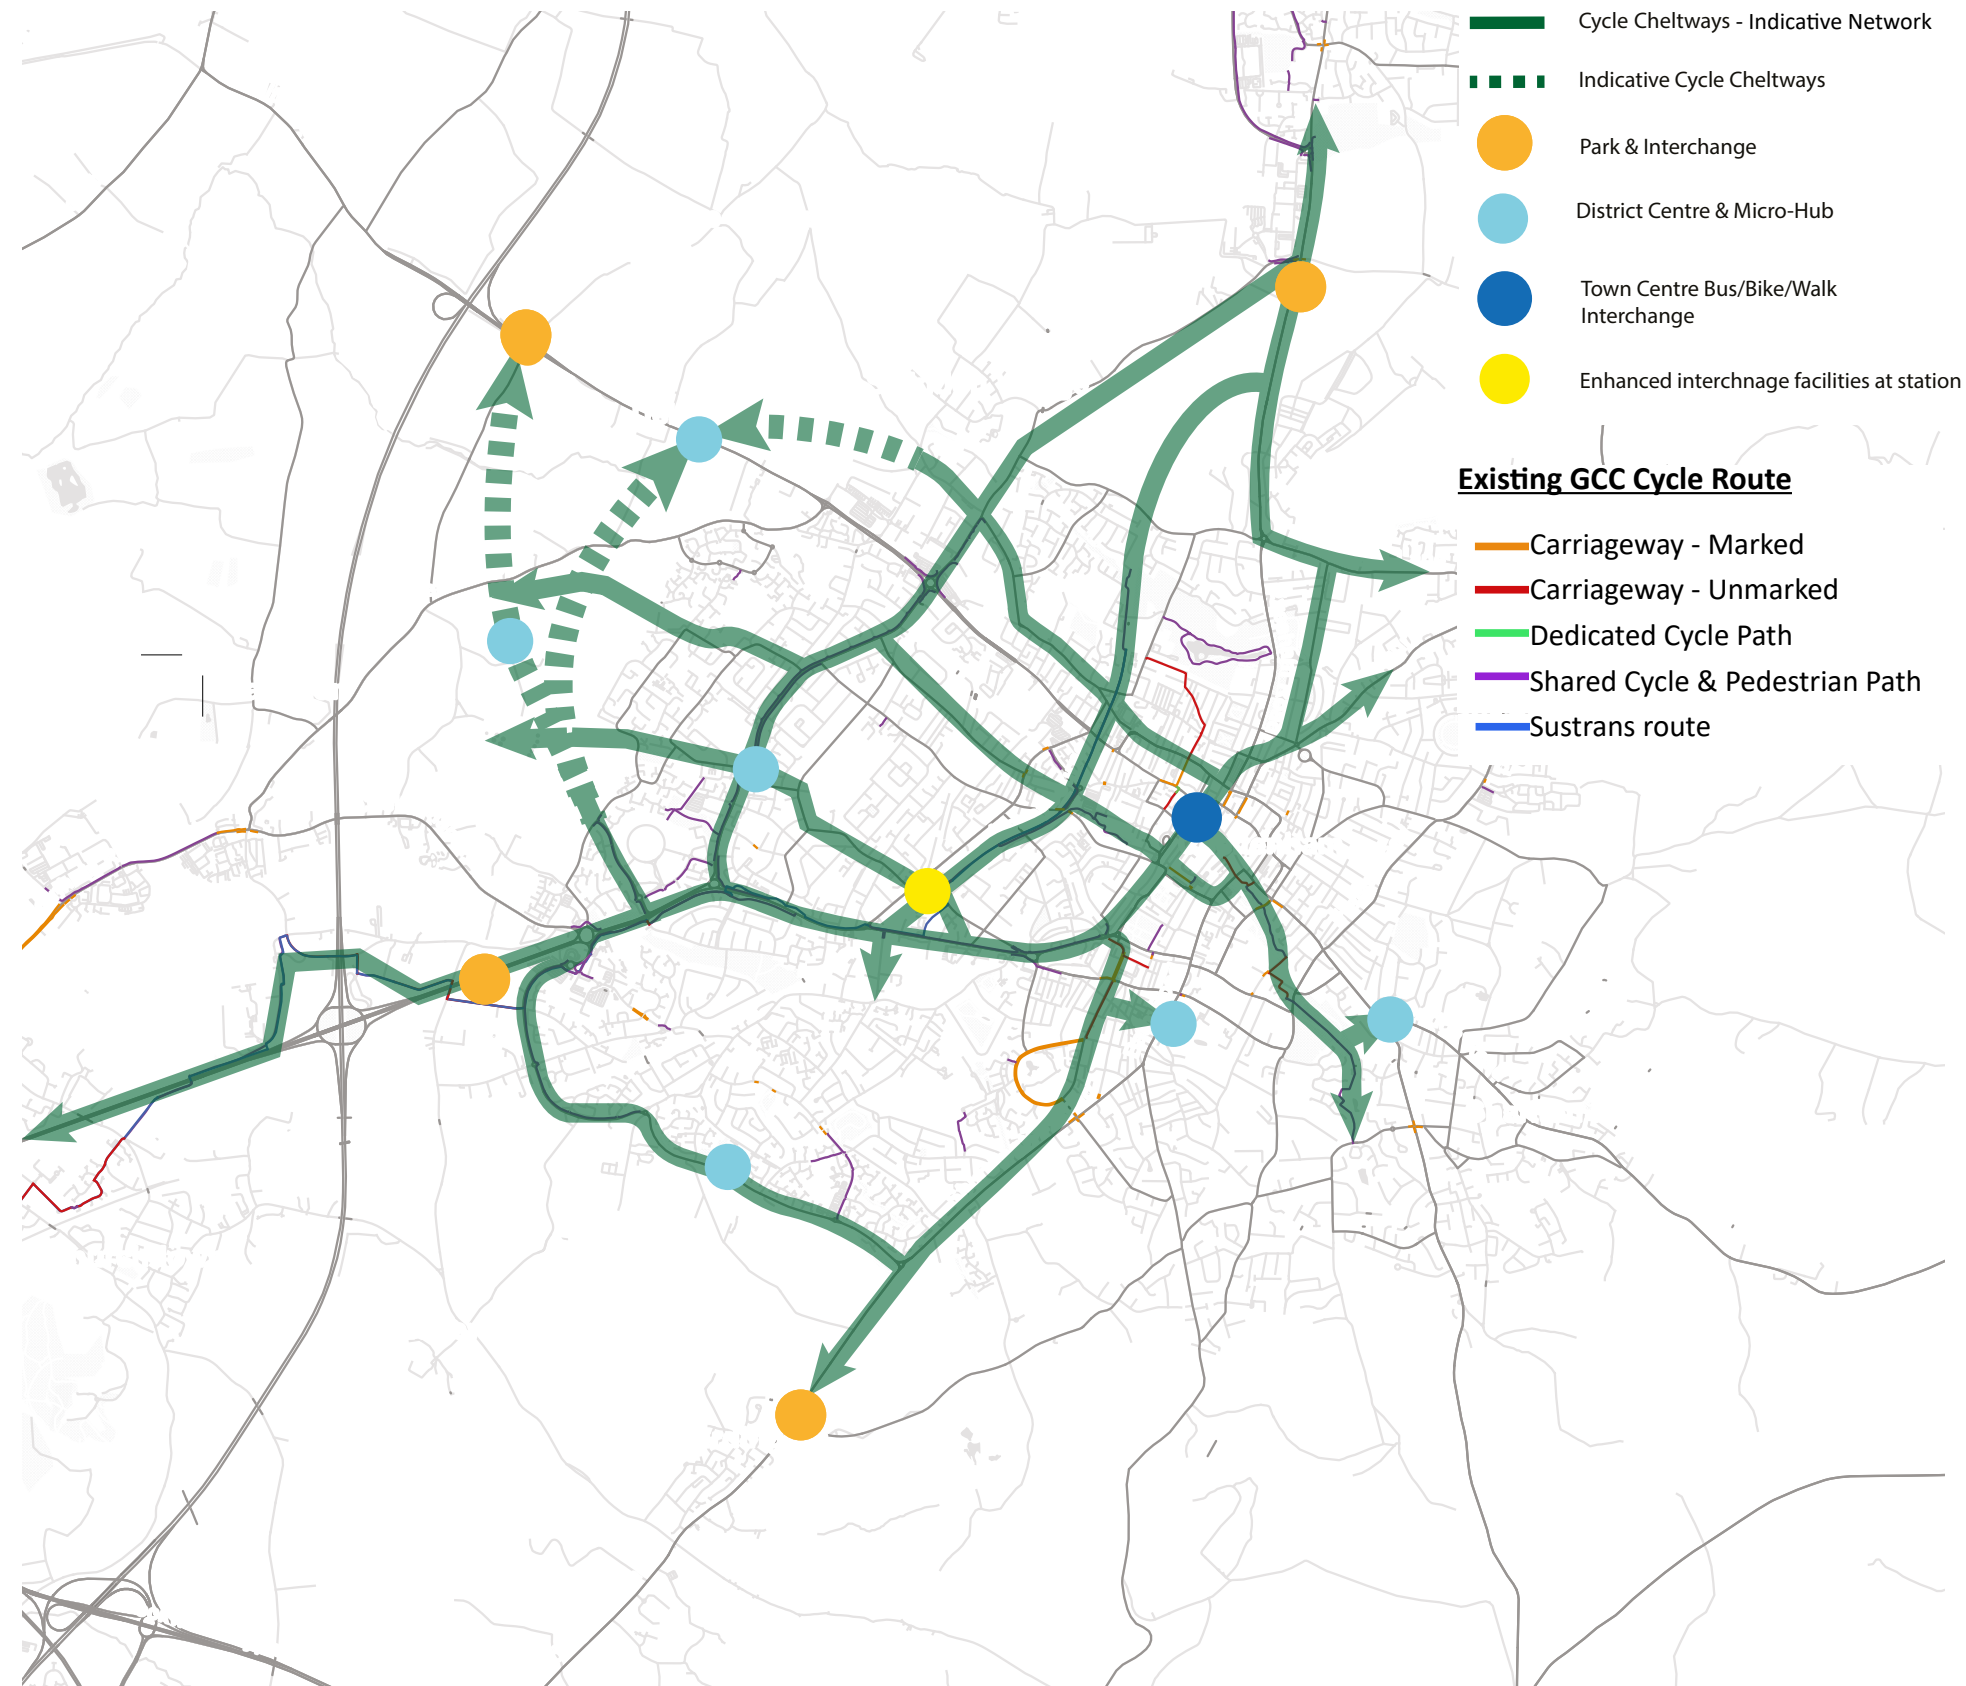 Cycle Cheltways - Indicative Network
Indicative Cycle Cheltways
Park & Interchange
District Centre & Micro-Hub
Town Centre Bus/Bike/Walk
Interchange
Enhanced interchnage facilities at station
Existing GCC Cycle Route
Carriageway - Marked
Carriageway - Unmarked
Dedicated Cycle Path
Shared Cycle & Pedestrian Path
Sustrans route